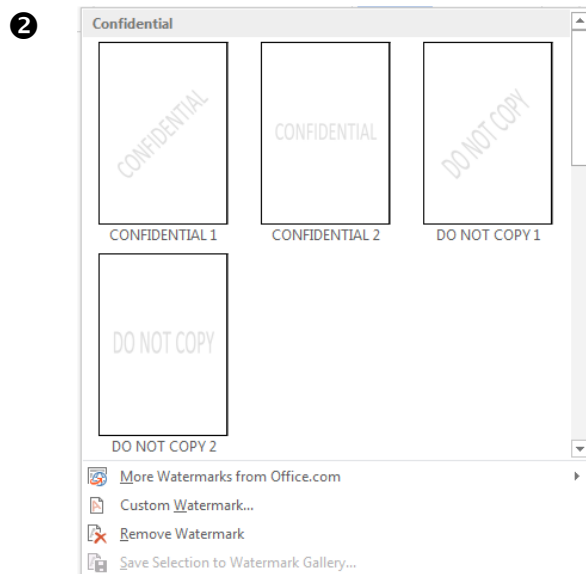 ❷
Confidential
CONFIDENTIAL
CONFIDENTIAL
DO NOT COPY
CONFIDENTIAL 1
CONFIDENTIAL 2
DO NOT COPY 1
DO NOT COPY
DO NOT COPY 2
More Watermarks from Office.com
Custom Watermark...
Remove Watermark
Save Selection to Watermark Gallery...